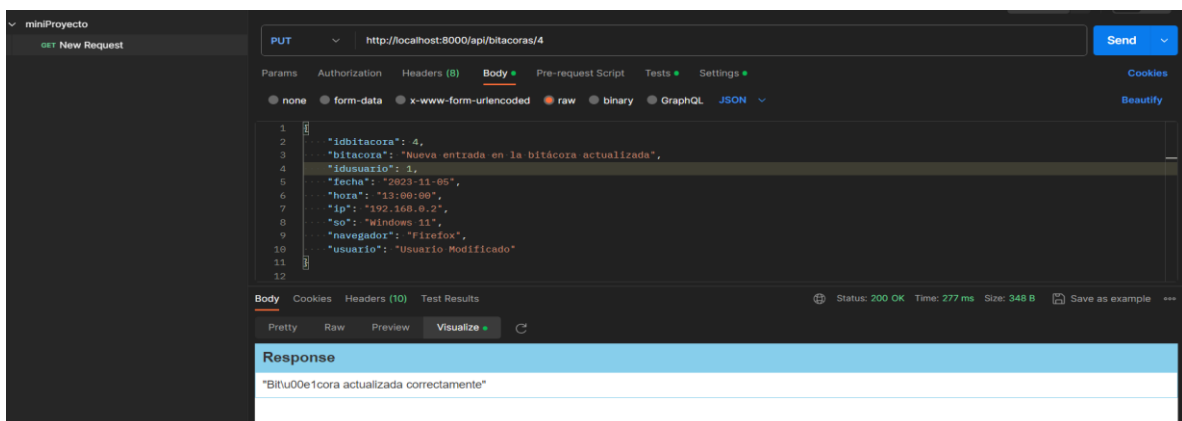 miniProyecto
GET New Request
PUT http://localhost:8000/api/bitacoras/4 Send
Params Authorization Headers (8) Body Pre-request Script Tests Settings Cookies
none form-data x-www-form-urlencoded raw binary GraphQL JSON Beautify
1 {
2 "idbitacora": 4,
3 "bitacora": "Nueva entrada en la bitácora actualizada",
4 "idusuario": 1,
5 "fecha": "2023-11-05",
6 "hora": "13:00:00",
7 "ip": "192.168.0.2",
8 "so": "Windows 11",
9 "navegador": "Firefox",
10 "usuario": "Usuario Modificado"
11 }
12
Body Cookies Headers (10) Test Results Status: 200 OK Time: 277 ms Size: 348 B Save as example
Pretty Raw Preview Visualize
Response
"Bit\u00e1cora actualizada correctamente"